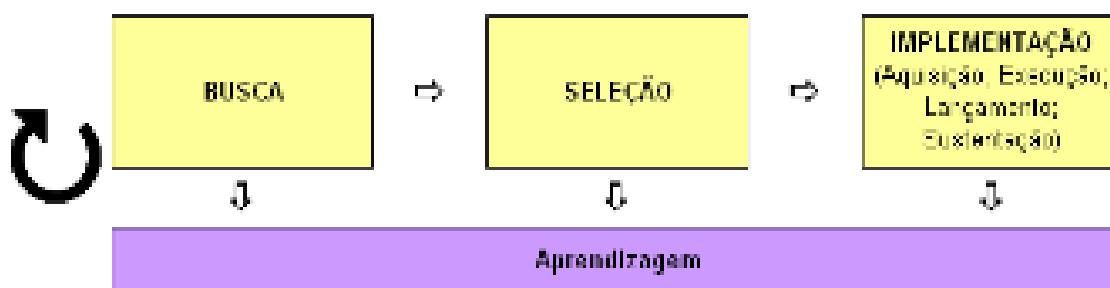 BUSCA
SELEÇÃO
IMPLEMENTAÇÃO
(Aquisição; Execução;
Lançamento;
Sustentação)
Aprendizagem